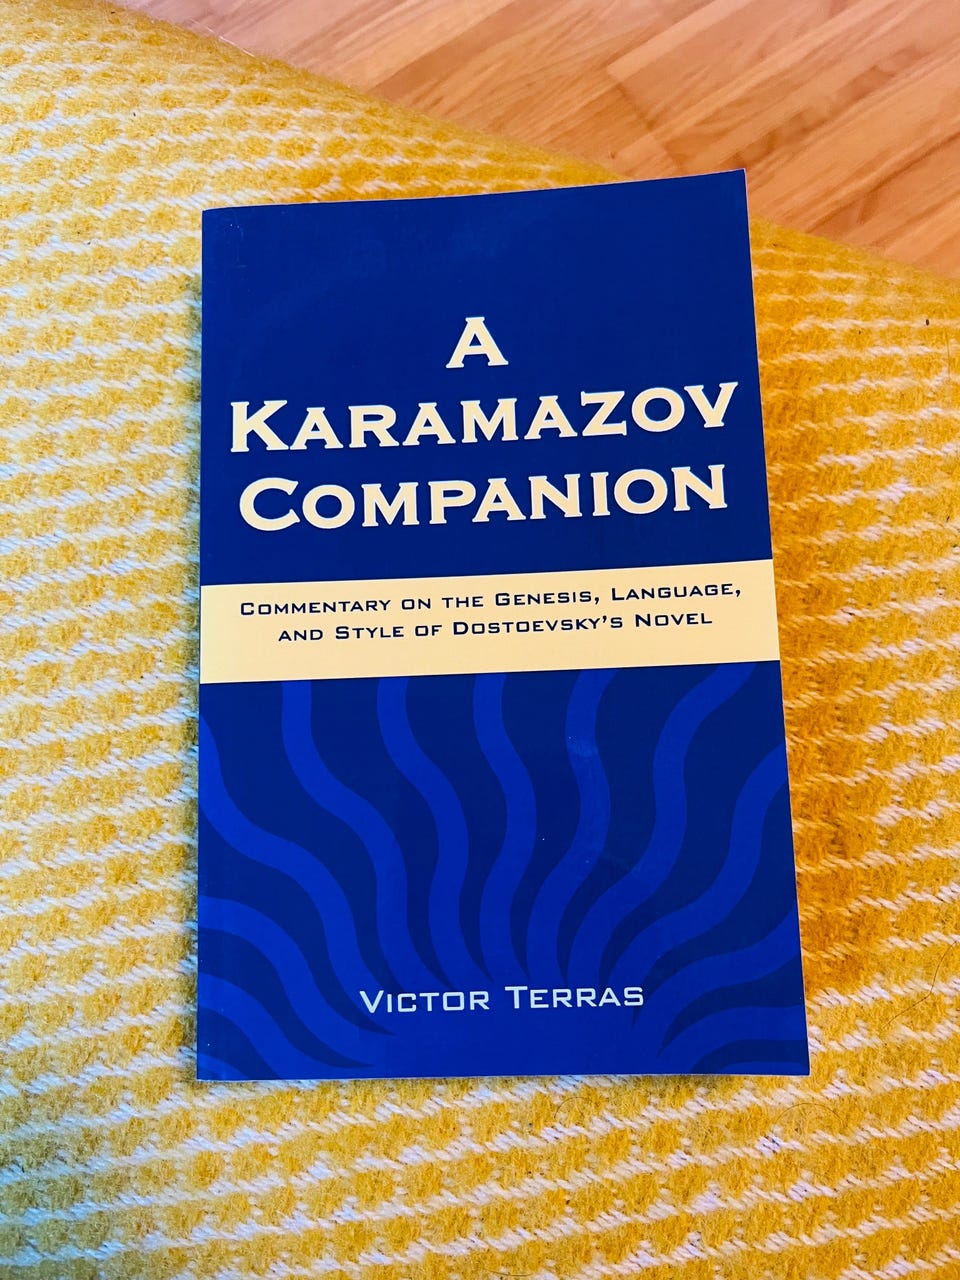 A
KARAMAZOV
COMPANION
COMMENTARY ON THE GENESIS, LANGUAGE,
AND STYLE OF DOSTOEVSKY'S NOVEL
VICTOR TERRAS